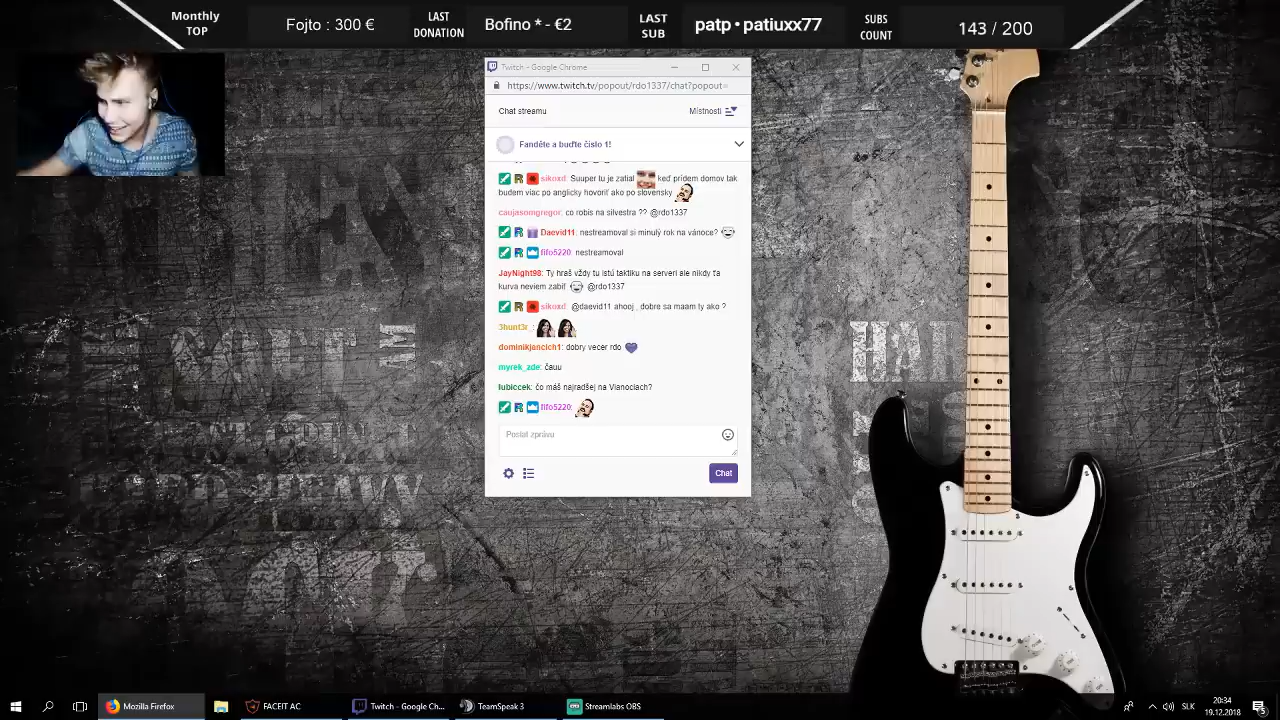 Monthly
TOP
Fojto : 300 €
LAST
DONATION
Bofino * - €2
LAST
SUB
patp • patiuxx77
SUBS
COUNT
143 / 200
Twitch - Google Chrome
https://www.twitch.tv/popout/rdo1337/chat?popout=
Chat streamu
Místnosti
Fanděte a buďte číslo 1!
sikoxd: Suuper tu je zatial keď prídem domov tak
budem viac po anglicky hovoriť ako po slovensky
caujasomgregor: co robís na silvestra ?? @rdo1337
Daevid11: nestreamoval si minulý rok na vánoce?
fifo5220: nestreamoval
JayNight98: Ty hraš vždy tu istú taktiku na serveri ale nikdy ťa
kurva neviem zabiť @rdo1337
sikoxd: @daevid11 ahooj , dobre sa maam ty ako ?
3hunt3r_:
dominikjancich1: dobry vecer rdo
myrek_zde: čauu
lubiccek: čo máš najradšej na Vianociach?
fifo5220:
Poslat zprávu
Chat
HA
Mozilla Firefox
FACEIT AC
Twitch - Google Ch...
TeamSpeak 3
Streamlabs OBS
SLK
20:34
19.12.2018